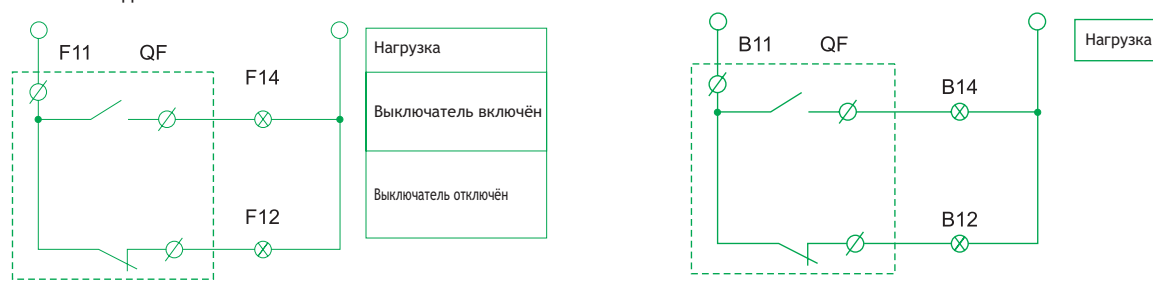 F11 QF
F14
F12
Нагрузка
Выключатель включён
Выключатель отключён
B11 QF
B14
B12
Нагрузка